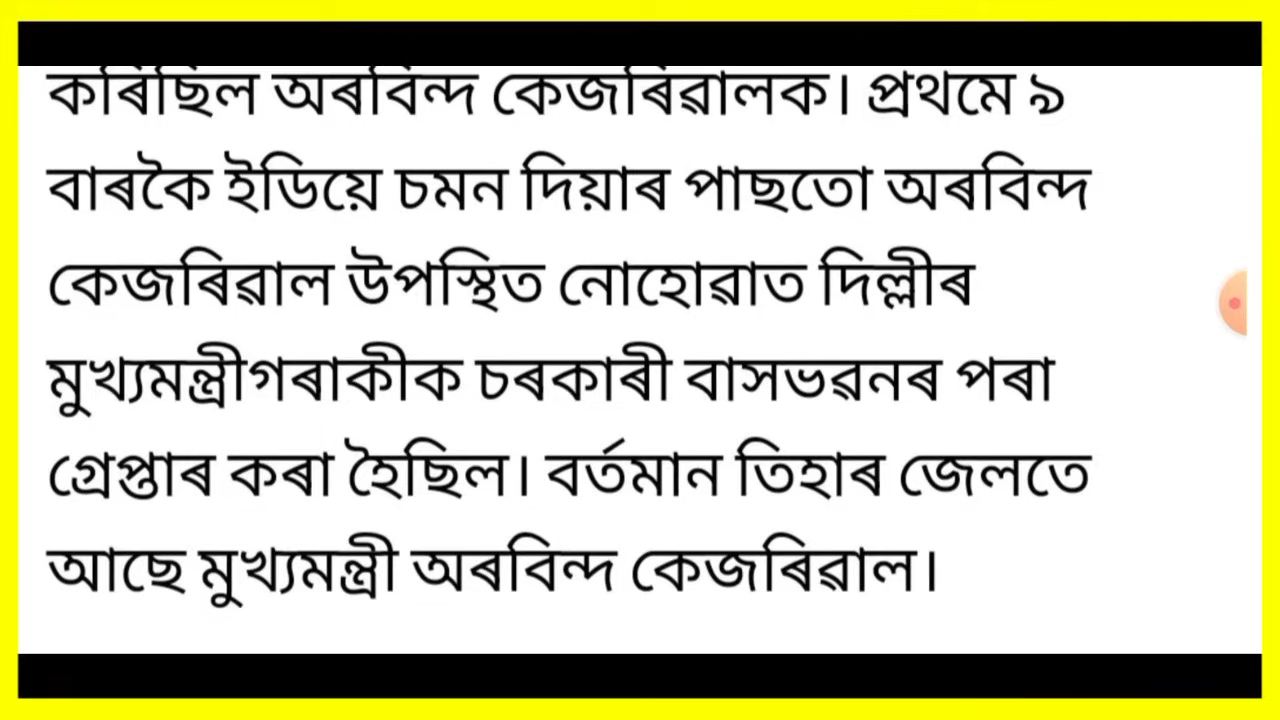 কৰিছিল অৰবিন্দ কেজৰিৱালক। প্ৰথমে ৯
বাৰকৈ ইডিয়ে চমন দিয়াৰ পাছতো অৰবিন্দ
কেজৰিৱাল উপস্থিত নোহোৱাত দিল্লীৰ
মুখ্যমন্ত্ৰীগৰাকীক চৰকাৰী বাসভৱনৰ পৰা
গ্ৰেপ্তাৰ কৰা হৈছিল। বৰ্তমান তিহাৰ জেলতে
আছে মুখ্যমন্ত্ৰী অৰবিন্দ কেজৰিৱাল।